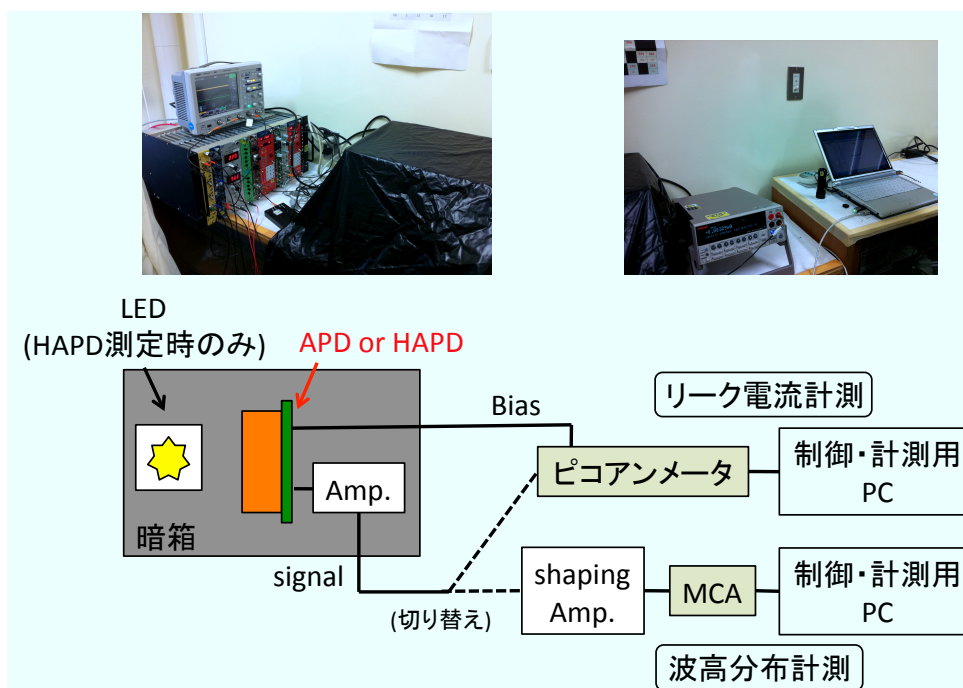 LED
(HAPD測定時のみ)
APD or HAPD
Bias
リーク電流計測
ピコアンメータ
制御・計測用
PC
Amp.
暗箱
signal
(切り替え)
shaping
Amp.
MCA
制御・計測用
PC
波高分布計測